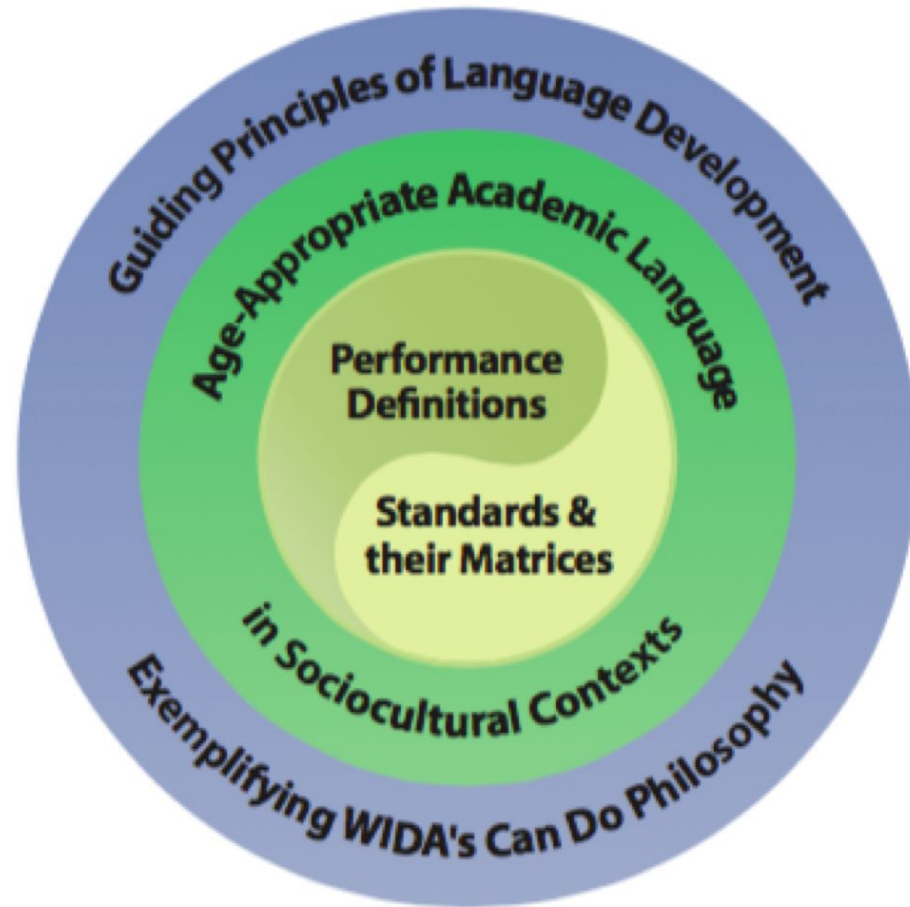 Guiding Principles of Language Development
Age-Appropriate Academic Language
Performance
Definitions
Standards &
their Matrices
in Sociocultural Contexts
Exemplifying WIDA's Can Do Philosophy